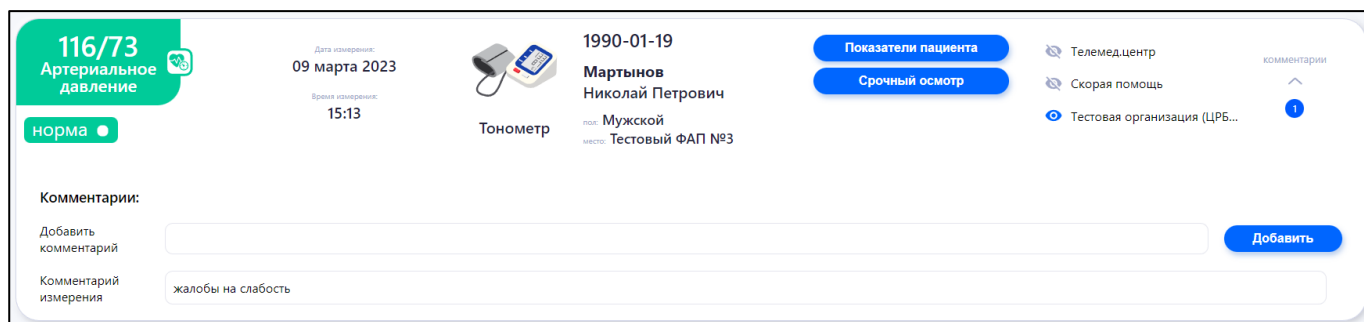 116/73
Артериальное
давление
норма
Дата измерения:
09 марта 2023
Время измерения:
15:13
Тонометр
1990-01-19
Мартынов
Николай Петрович
пол: Мужской
место: Тестовый ФАП №3
Показатели пациента
Срочный осмотр
Телемед.центр
Скорая помощь
Тестовая организация (ЦРБ...
комментарии
1
Комментарии:
Добавить
комментарий
Добавить
Комментарий
измерения
жалобы на слабость